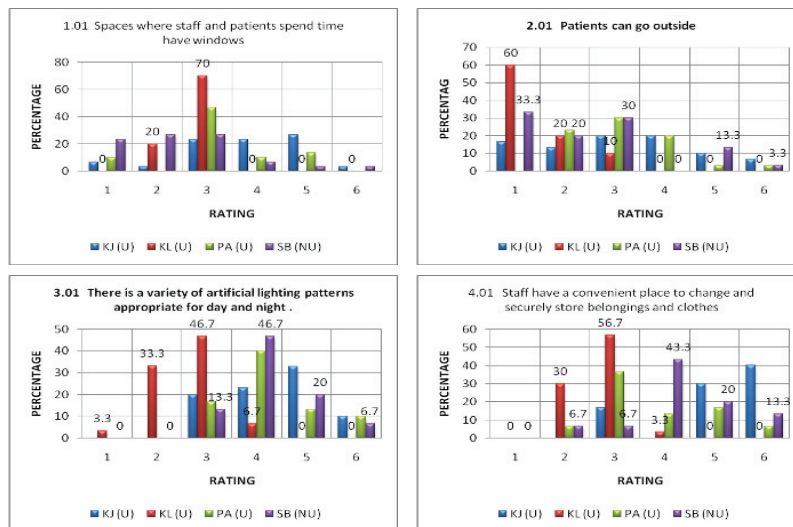 1.01 Spaces where staff and patients spend time
have windows
PERCENTAGE
80
60
40
20
0
0
20
70
0
0
0
1 2 3 4 5 6
RATING
KJ (U) KL (U) PA (U) SB (NU)
2.01 Patients can go outside
PERCENTAG
70
60
50
40
30
20
10
0
60
33.3
20 20
10
30
0 0
0
13.3
0
3.3
1 2 3 4 5 6
RATING
KJ (U) KL (U) PA (U) SB (NU)
3.01 There is a variety of artificial lighting patterns
appropriate for day and night .
PERCENTAGE
50
40
30
20
10
0
3.3
0
33.3
0
46.7
13.3
6.7
46.7
0
20
0
6.7
1 2 3 4 5 6
RATING
KJ (U) KL (U) PA (U) SB (NU)
4.01 Staff have a convenient place to change and
securely store belongings and clothes
PERCENTAGE
60
50
40
30
20
10
0
0 0
30
6.7
56.7
6.7
3.3
43.3
0
20
0
13.3
1 2 3 4 5 6
RATING
KJ (U) KL (U) PA (U) SB (NU)